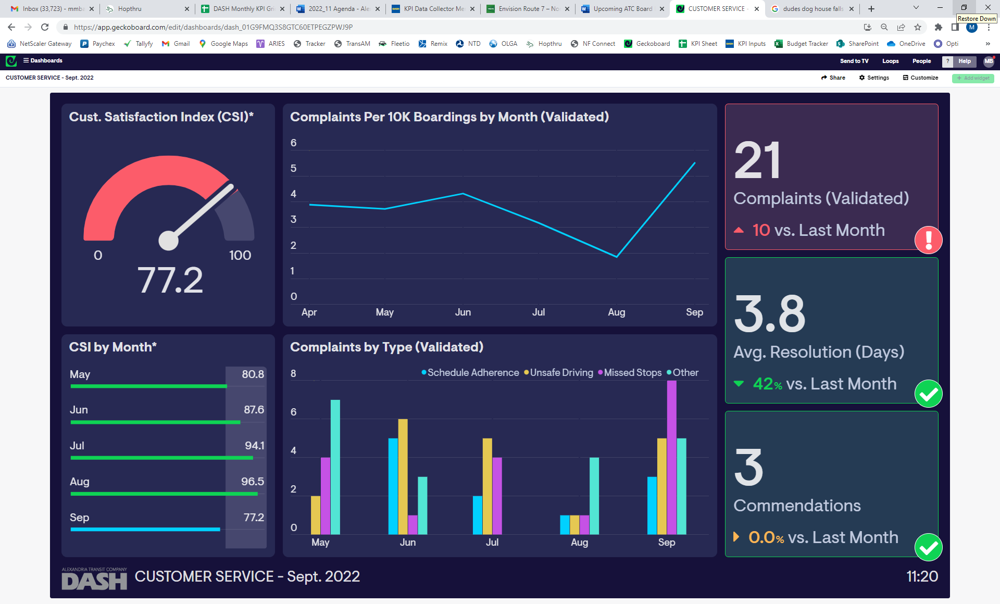 Inbox (33,723) - mmba
Hopthru
DASH Monthly KPI Gri
2022_11 Agenda - Ale
KPI Data Collector Me
Envision Route 7 – No
Upcoming ATC Board
CUSTOMER SERVICE -
dudes dog house falls
Restore Down
https://app.geckoboard.com/edit/dashboards/dash_01G9FMQ3S8GTC60ETPEGZPWJ9P
M
NetScaler Gateway
Paychex
Tallyfy
Gmail
Google Maps
ARIES
Tracker
TransAM
Fleetio
Remix
NTD
OLGA
Hopthru
NF Connect
Geckoboard
KPI Sheet
KPI Inputs
Budget Tracker
SharePoint
OneDrive
Opti
»
Dashboards
Send to TV
Loops
People
? Help
MB
CUSTOMER SERVICE - Sept. 2022
Share
Settings
Customize
+ Add widget
Cust. Satisfaction Index (CSI)*
0
100
77.2
Complaints Per 10K Boardings by Month (Validated)
6
5
4
3
2
1
0
Apr May Jun Jul Aug Sep
21
Complaints (Validated)
10 vs. Last Month
!
3.8
Avg. Resolution (Days)
42% vs. Last Month
3
Commendations
0.0% vs. Last Month
CSI by Month*
May 80.8
Jun 87.6
Jul 94.1
Aug 96.5
Sep 77.2
Complaints by Type (Validated)
Schedule Adherence Unsafe Driving Missed Stops Other
8
6
4
2
0
May Jun Jul Aug Sep
ALEXANDRIA TRANSIT COMPANY
DASH
CUSTOMER SERVICE - Sept. 2022
11:20